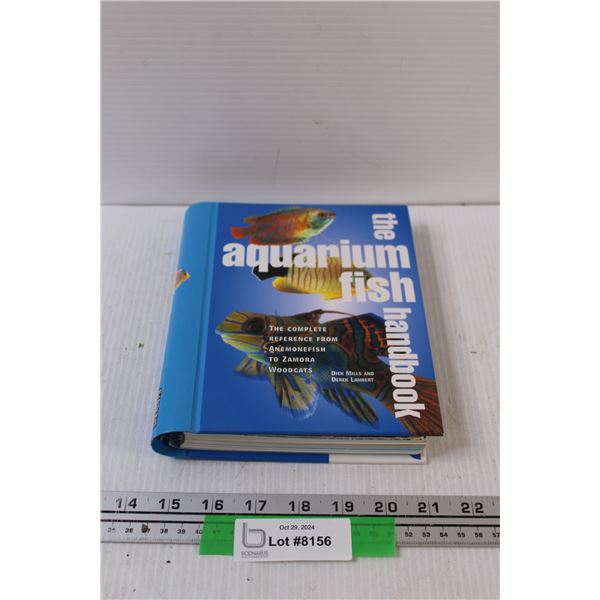 the
aquarium
fish
handbook
THE COMPLETE
REFERENCE FROM
ANEMONEFISH
TO ZAMORA
WOODCATS
DICK MILLS AND
DEREK LAMBERT
14 15 16 17 18 19 20 21 22
Oct 29, 2024
Lot #8156
BODNARUS